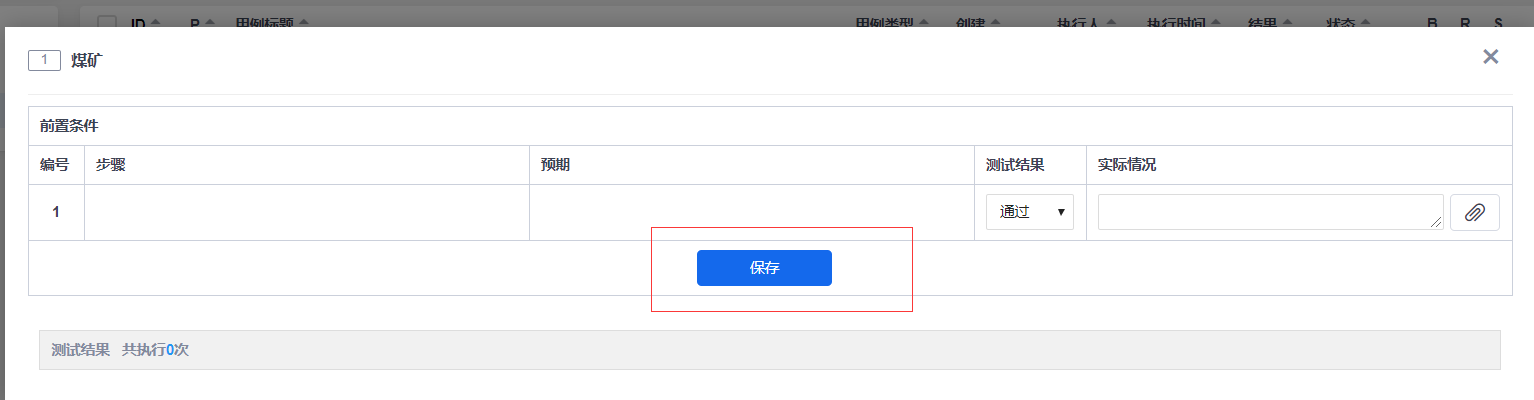 ID P 用例标题 用例类型 创建 执行人 执行时间 结果 状态 B R S
1 煤矿 ×
前置条件
编号 步骤 预期 测试结果 实际情况
1 通过
保存
测试结果 共执行0次